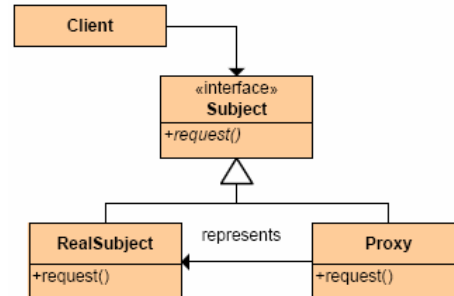 Client
«interface»
Subject
+request()
represents
RealSubject
Proxy
+request()
+request()